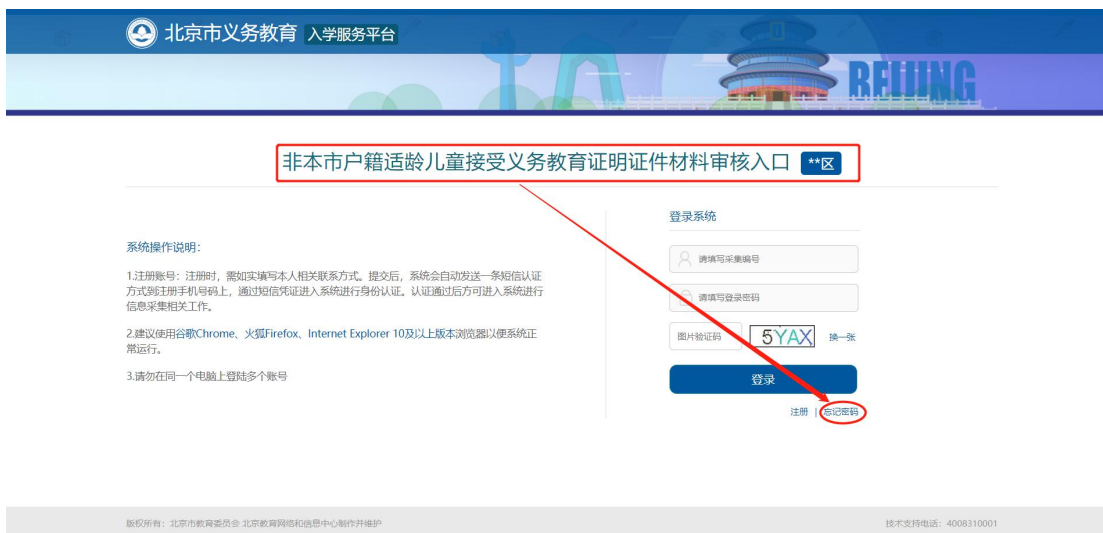 北京市义务教育 入学服务平台
BEIJING
非本市户籍适龄儿童接受义务教育证明证件材料审核入口 **区
登录系统
系统操作说明：
请填写采集编号
1.注册账号：注册时，需如实填写本人相关联系方式。提交后，系统会自动发送一条短信认证
方式到注册手机号码上，通过短信凭证进入系统进行身份认证。认证通过后方可进入系统进行
信息采集相关工作。
请填写登录密码
2.建议使用谷歌Chrome、火狐Firefox、Internet Explorer 10及以上版本浏览器以便系统正
常运行。
图片验证码 5YAX 换一张
3.请勿在同一个电脑上登陆多个账号
登录
注册 | 忘记密码
版权所有：北京市教育委员会 北京教育网络和信息中心制作并维护
技术支持电话：4008310001